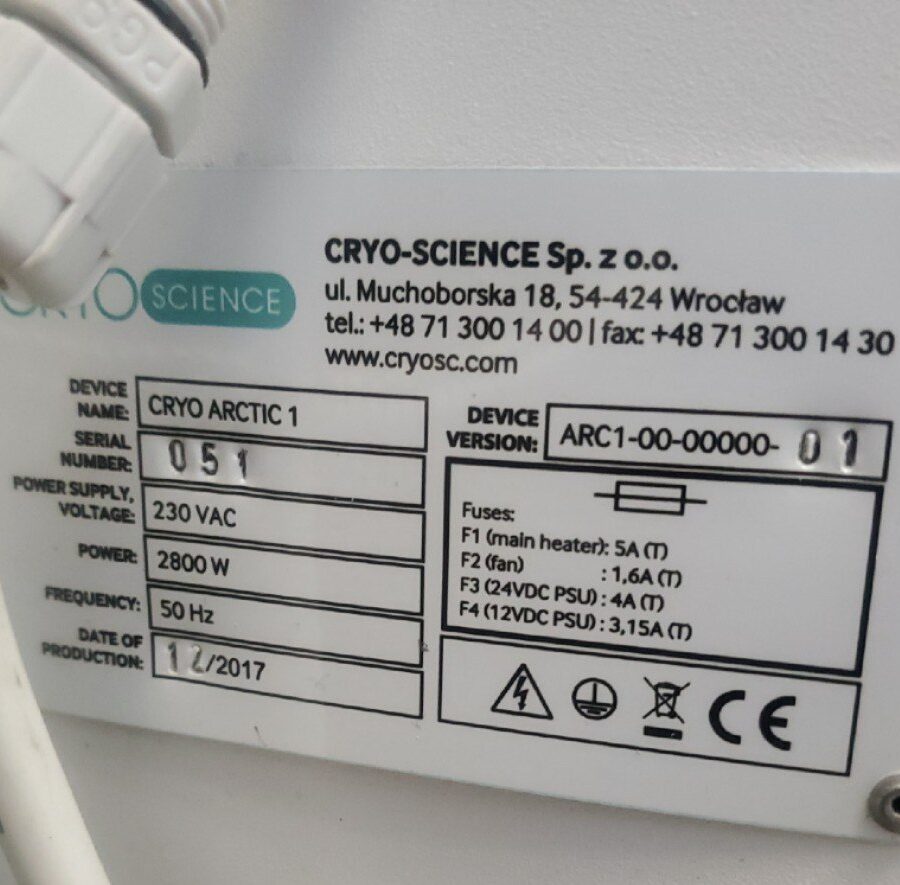 PG9
CRYO SCIENCE
CRYO-SCIENCE Sp. z o.o.
ul. Muchoborska 18, 54-424 Wrocław
tel.: +48 71 300 14 00 | fax: +48 71 300 14 30
www.cryosc.com
DEVICE NAME: CRYO ARCTIC 1
SERIAL NUMBER: 051
POWER SUPPLY, VOLTAGE: 230 VAC
POWER: 2800 W
FREQUENCY: 50 Hz
DATE OF PRODUCTION: 12/2017
DEVICE VERSION: ARC1-00-00000- 01
Fuses:
F1 (main heater): 5A (T)
F2 (fan) : 1,6A (T)
F3 (24VDC PSU) : 4A (T)
F4 (12VDC PSU) : 3,15A (T)
CE